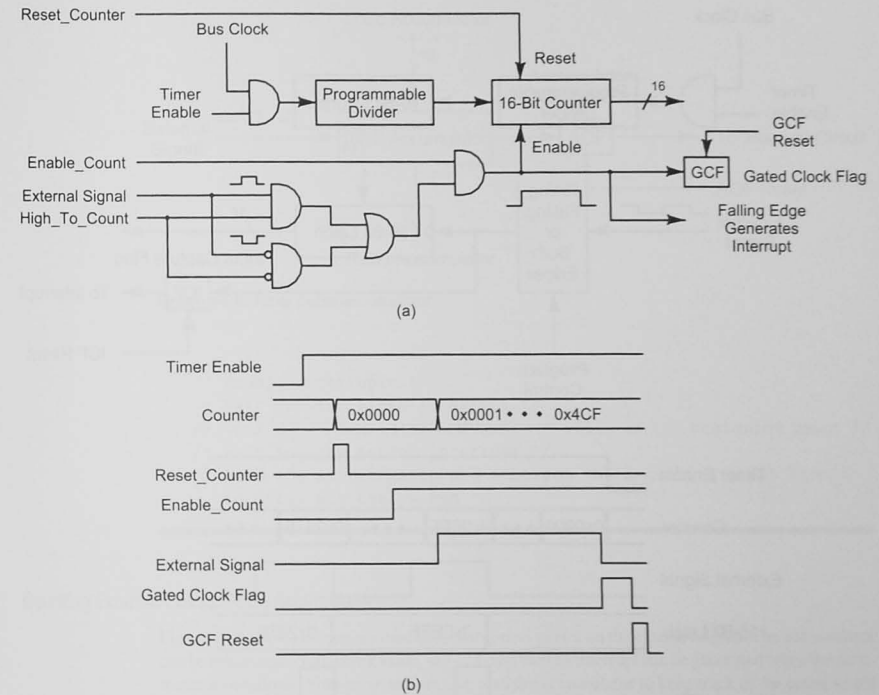 Reset_Counter
Bus Clock
Reset
Timer
Enable
Programmable
Divider
16-Bit Counter
16
GCF
Reset
Enable_Count
Enable
GCF
Gated Clock Flag
External Signal
High_To_Count
Falling Edge
Generates
Interrupt
(a)
Timer Enable
Counter
0x0000
0x0001 • • • 0x4CF
Reset_Counter
Enable_Count
External Signal
Gated Clock Flag
GCF Reset
(b)